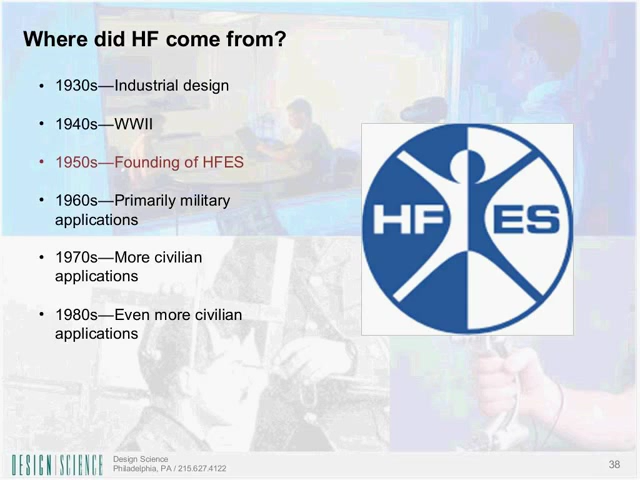 Where did HF come from?
• 1930s—Industrial design
• 1940s—WWII
• 1950s—Founding of HFES
• 1960s—Primarily military
applications
• 1970s—More civilian
applications
• 1980s—Even more civilian
applications
HF ES
DESIGN SCIENCE
Design Science
Philadelphia, PA / 215.627.4122
38